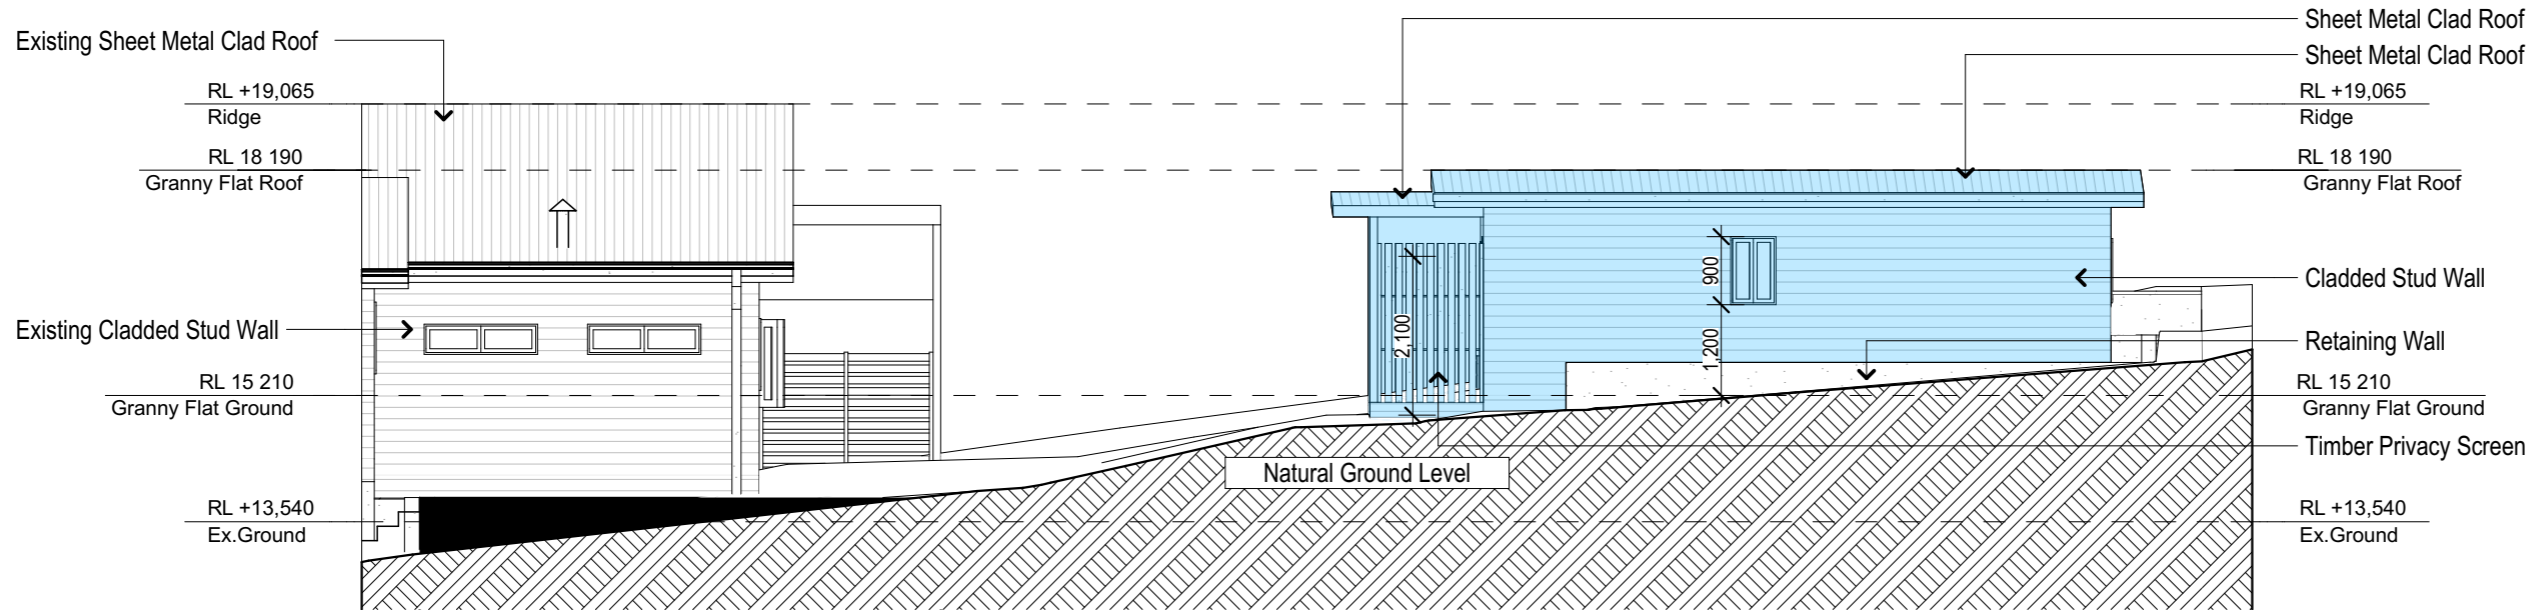 Existing Sheet Metal Clad Roof
RL +19,065
Ridge
RL 18 190
Granny Flat Roof
Existing Cladded Stud Wall
RL 15 210
Granny Flat Ground
RL +13,540
Ex.Ground
2,100
900
1,200
Natural Ground Level
Sheet Metal Clad Roof
Sheet Metal Clad Roof
RL +19,065
Ridge
RL 18 190
Granny Flat Roof
Cladded Stud Wall
Retaining Wall
RL 15 210
Granny Flat Ground
Timber Privacy Screen
RL +13,540
Ex.Ground